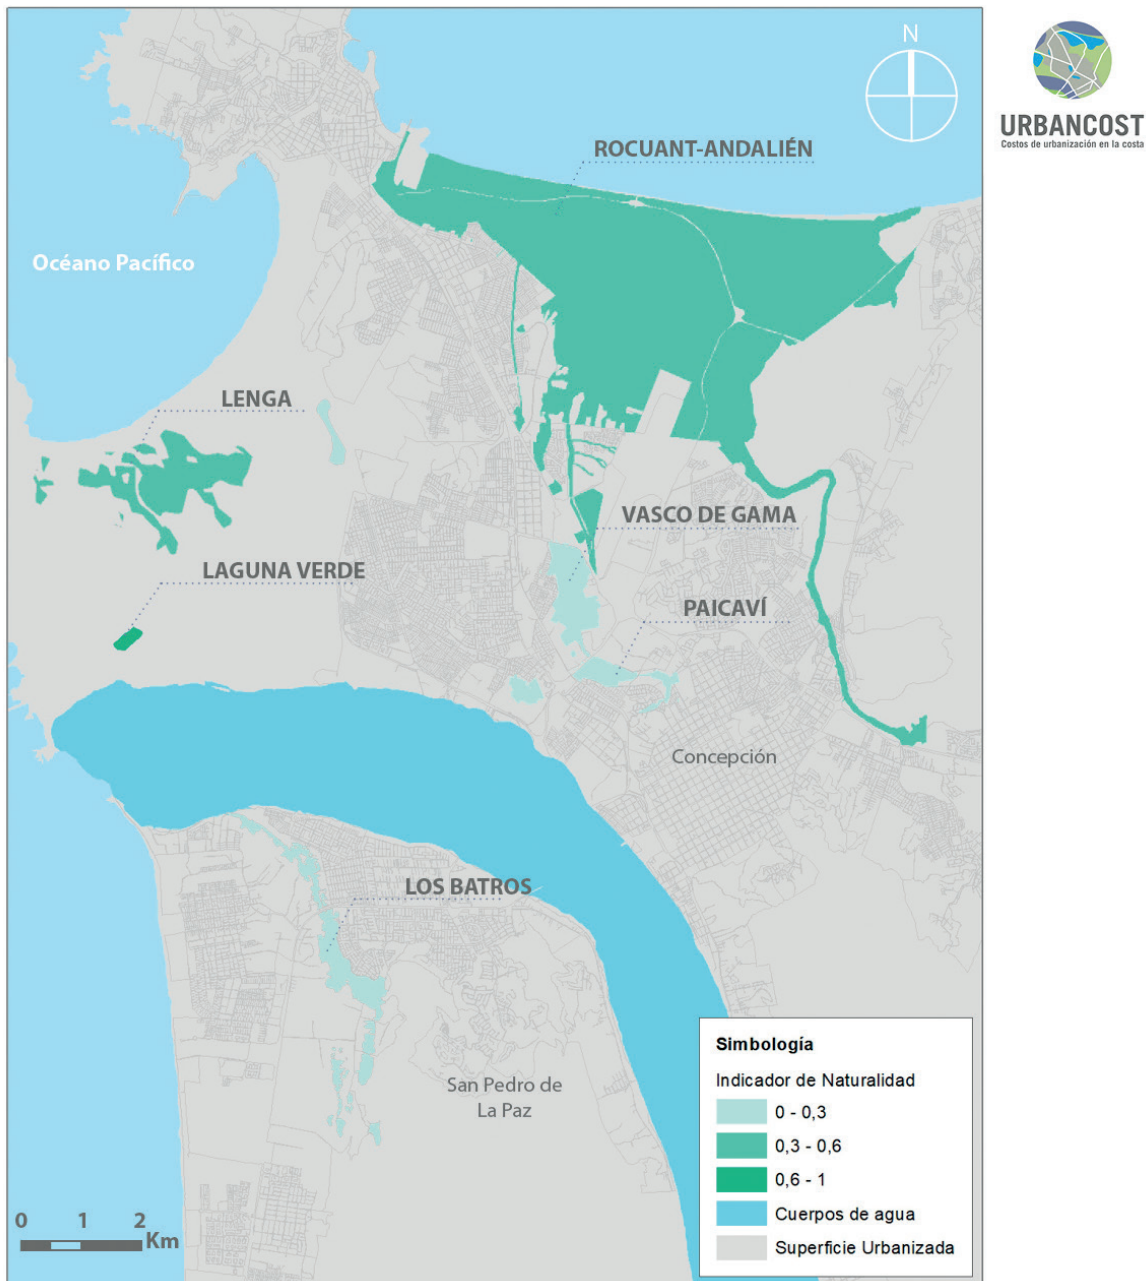 N
URBANCOST
Costos de urbanización en la costa
ROCUANT-ANDALIÉN
Océano Pacífico
LENGA
VASCO DE GAMA
LAGUNA VERDE
PAICAVÍ
Concepción
LOS BATROS
San Pedro de
La Paz
Simbología
Indicador de Naturalidad
0 - 0,3
0,3 - 0,6
0,6 - 1
Cuerpos de agua
Superficie Urbanizada
0 1 2
Km